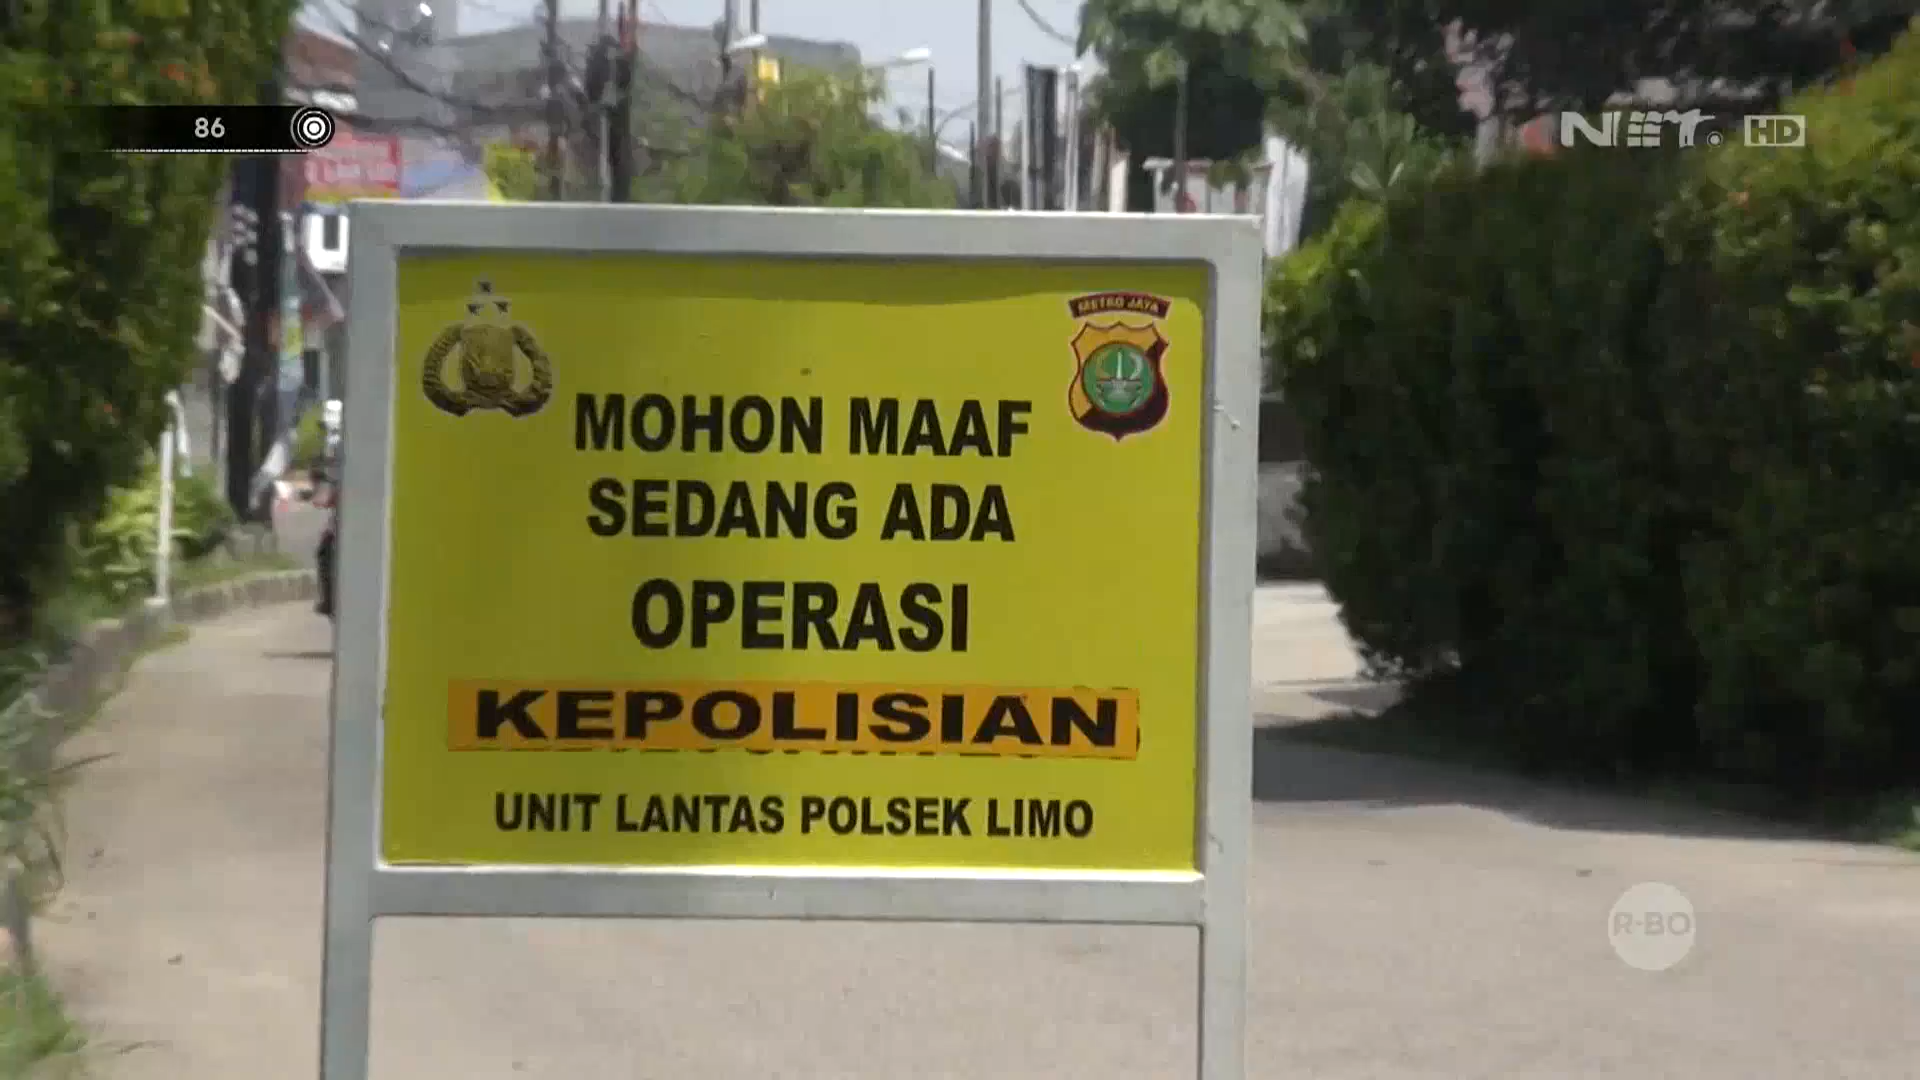 86
NET. HD
METRO JAYA
MOHON MAAF
SEDANG ADA
OPERASI
KEPOLISIAN
UNIT LANTAS POLSEK LIMO
R-BO